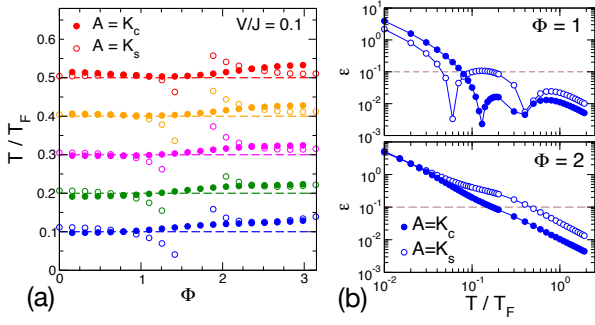 A = K_c
A = K_s
V/J = 0.1
T / T_F
0.6
0.5
0.4
0.3
0.2
0.1
0
1
2
3
Φ
(a)
Φ = 1
ε
10^1
10^0
10^-1
10^-2
10^-3
Φ = 2
ε
10^1
10^0
10^-1
10^-2
10^-3
A=K_c
A=K_s
10^-2
10^-1
10^0
T / T_F
(b)